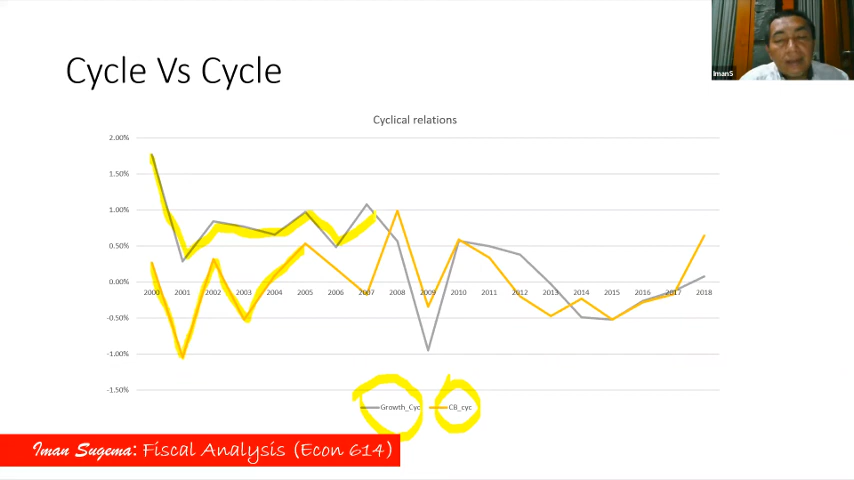 ImanS
Cycle Vs Cycle
Cyclical relations
2.00%
1.50%
1.00%
0.50%
0.00%
2000 2001 2002 2003 2004 2005 2006 2007 2008 2009 2010 2011 2012 2013 2014 2015 2016 2017 2018
-0.50%
-1.00%
-1.50%
Growth_Cyc CB_cyc
Iman Sugema: Fiscal Analysis (Econ 614)